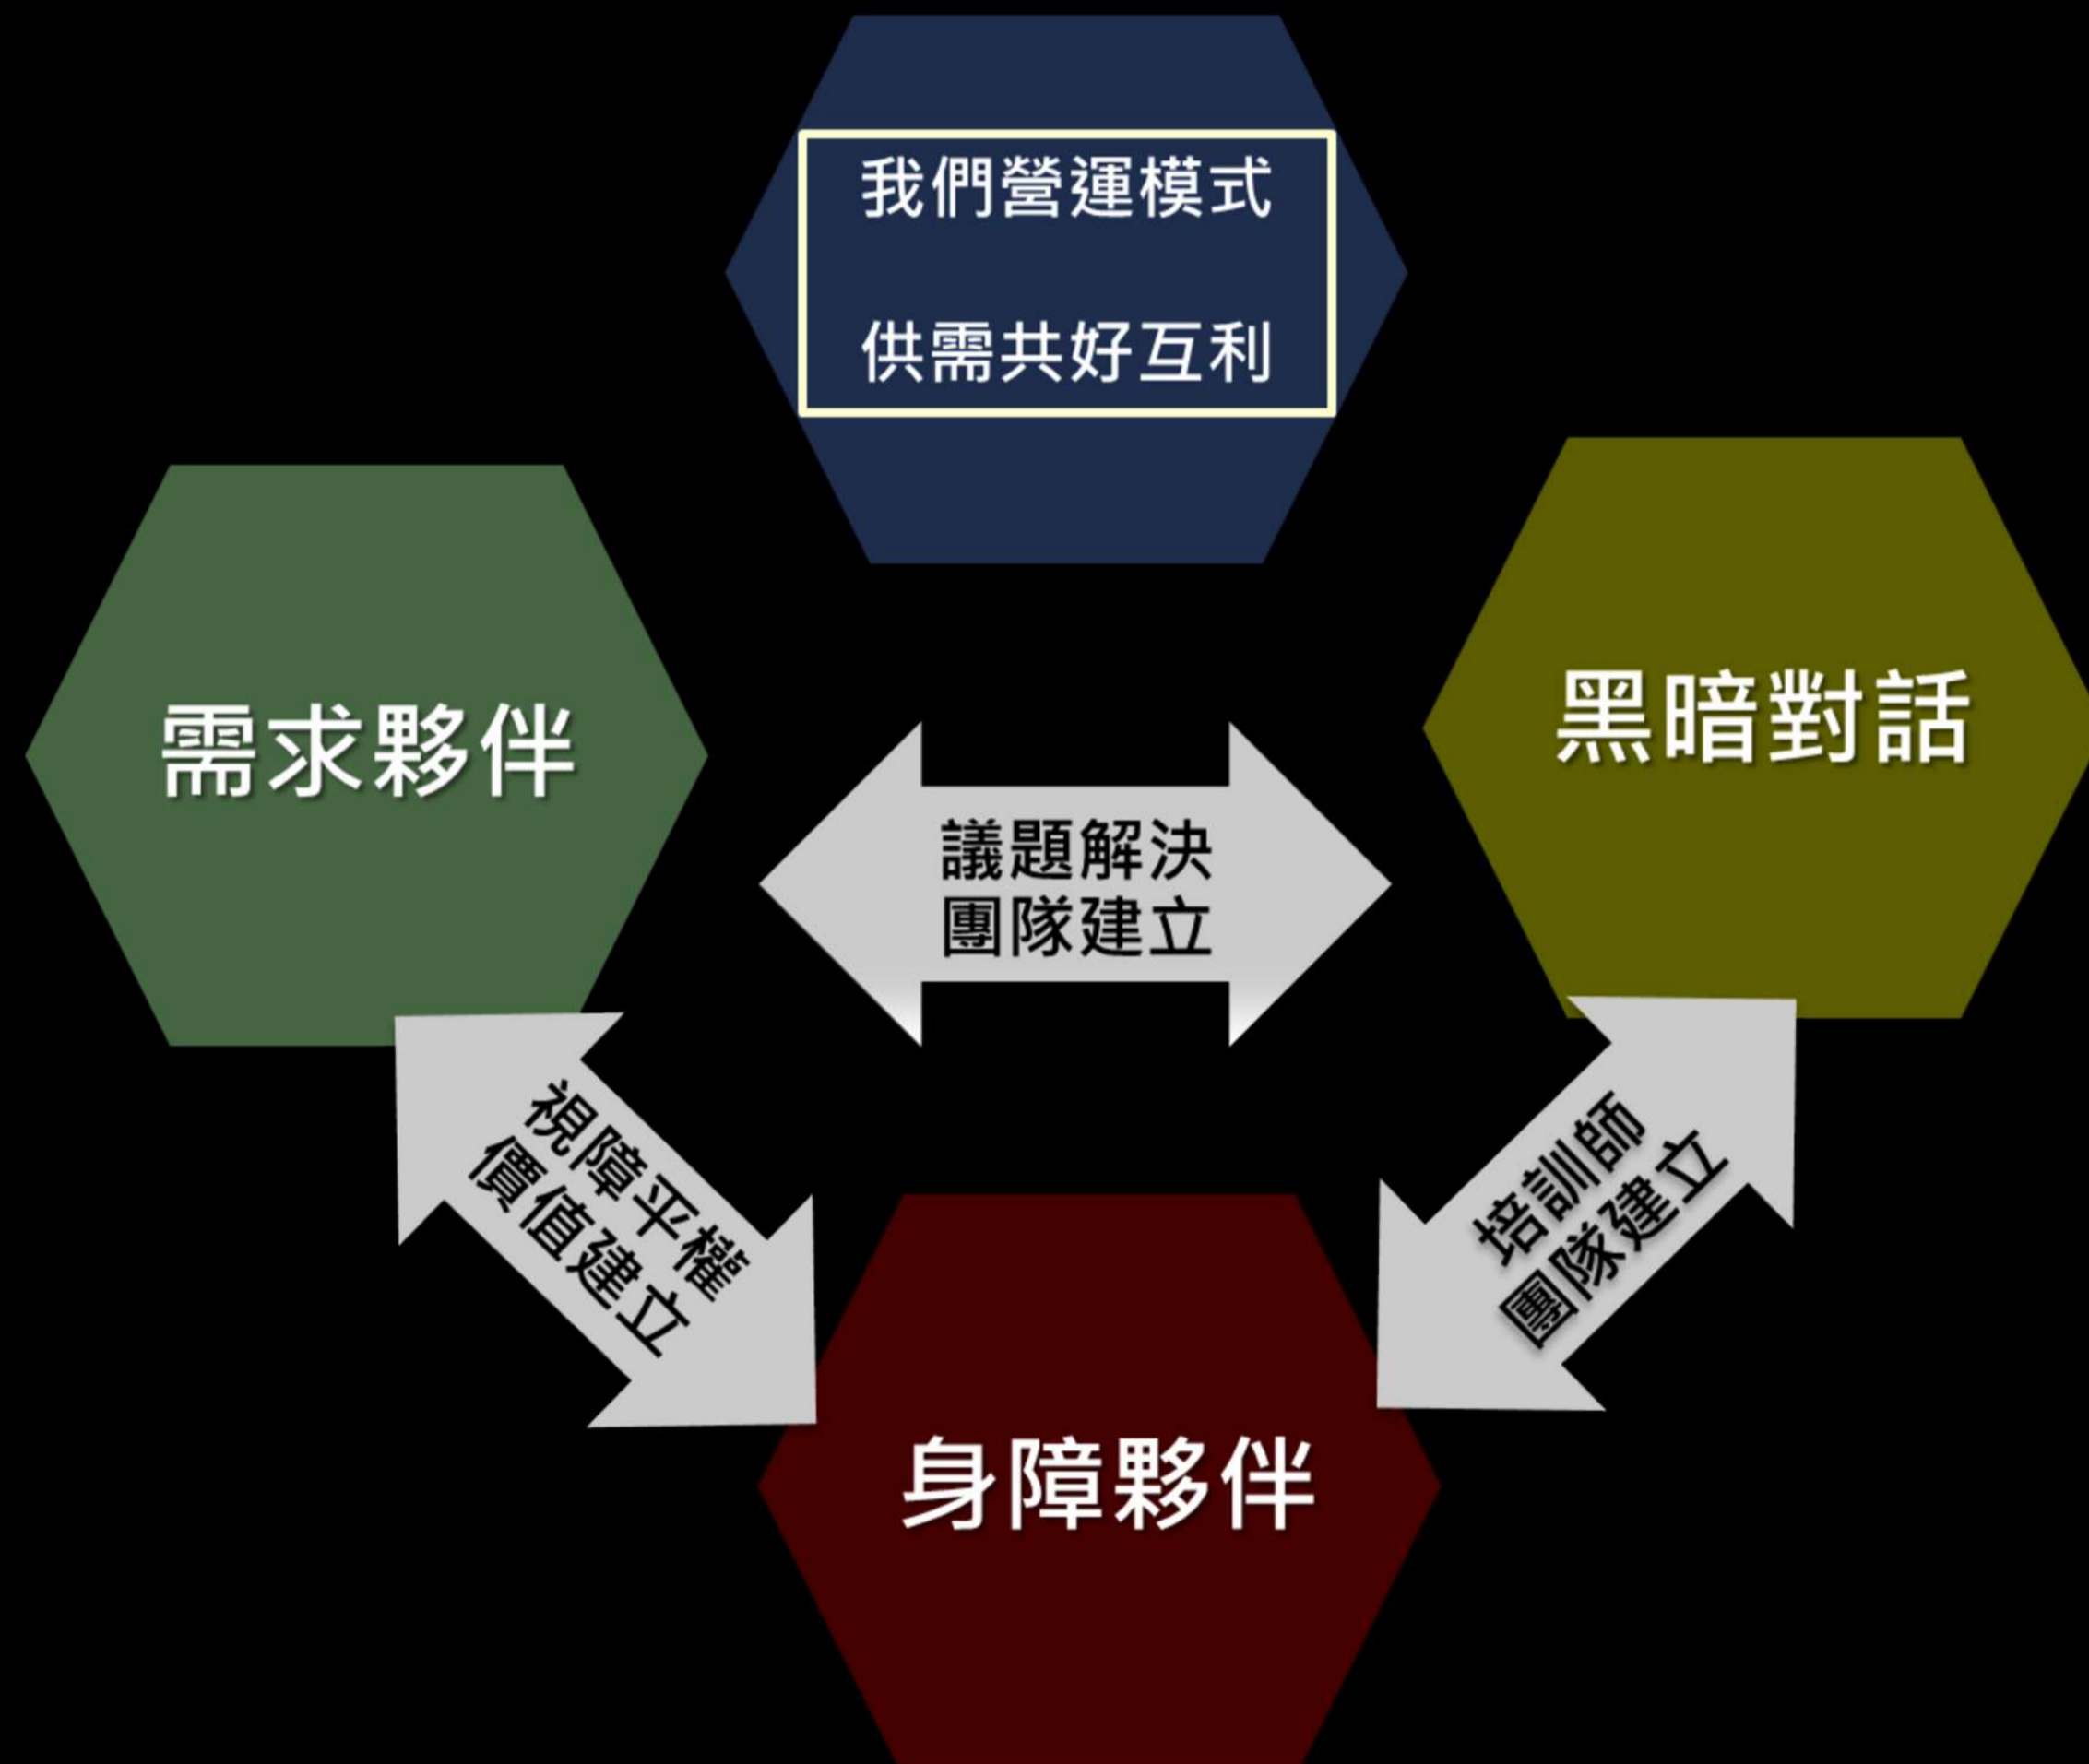 我們營運模式
供需共好互利
需求夥伴
黑暗對話
議題解決
團隊建立
視障平權
價值建立
培訓師
團隊建立
身障夥伴